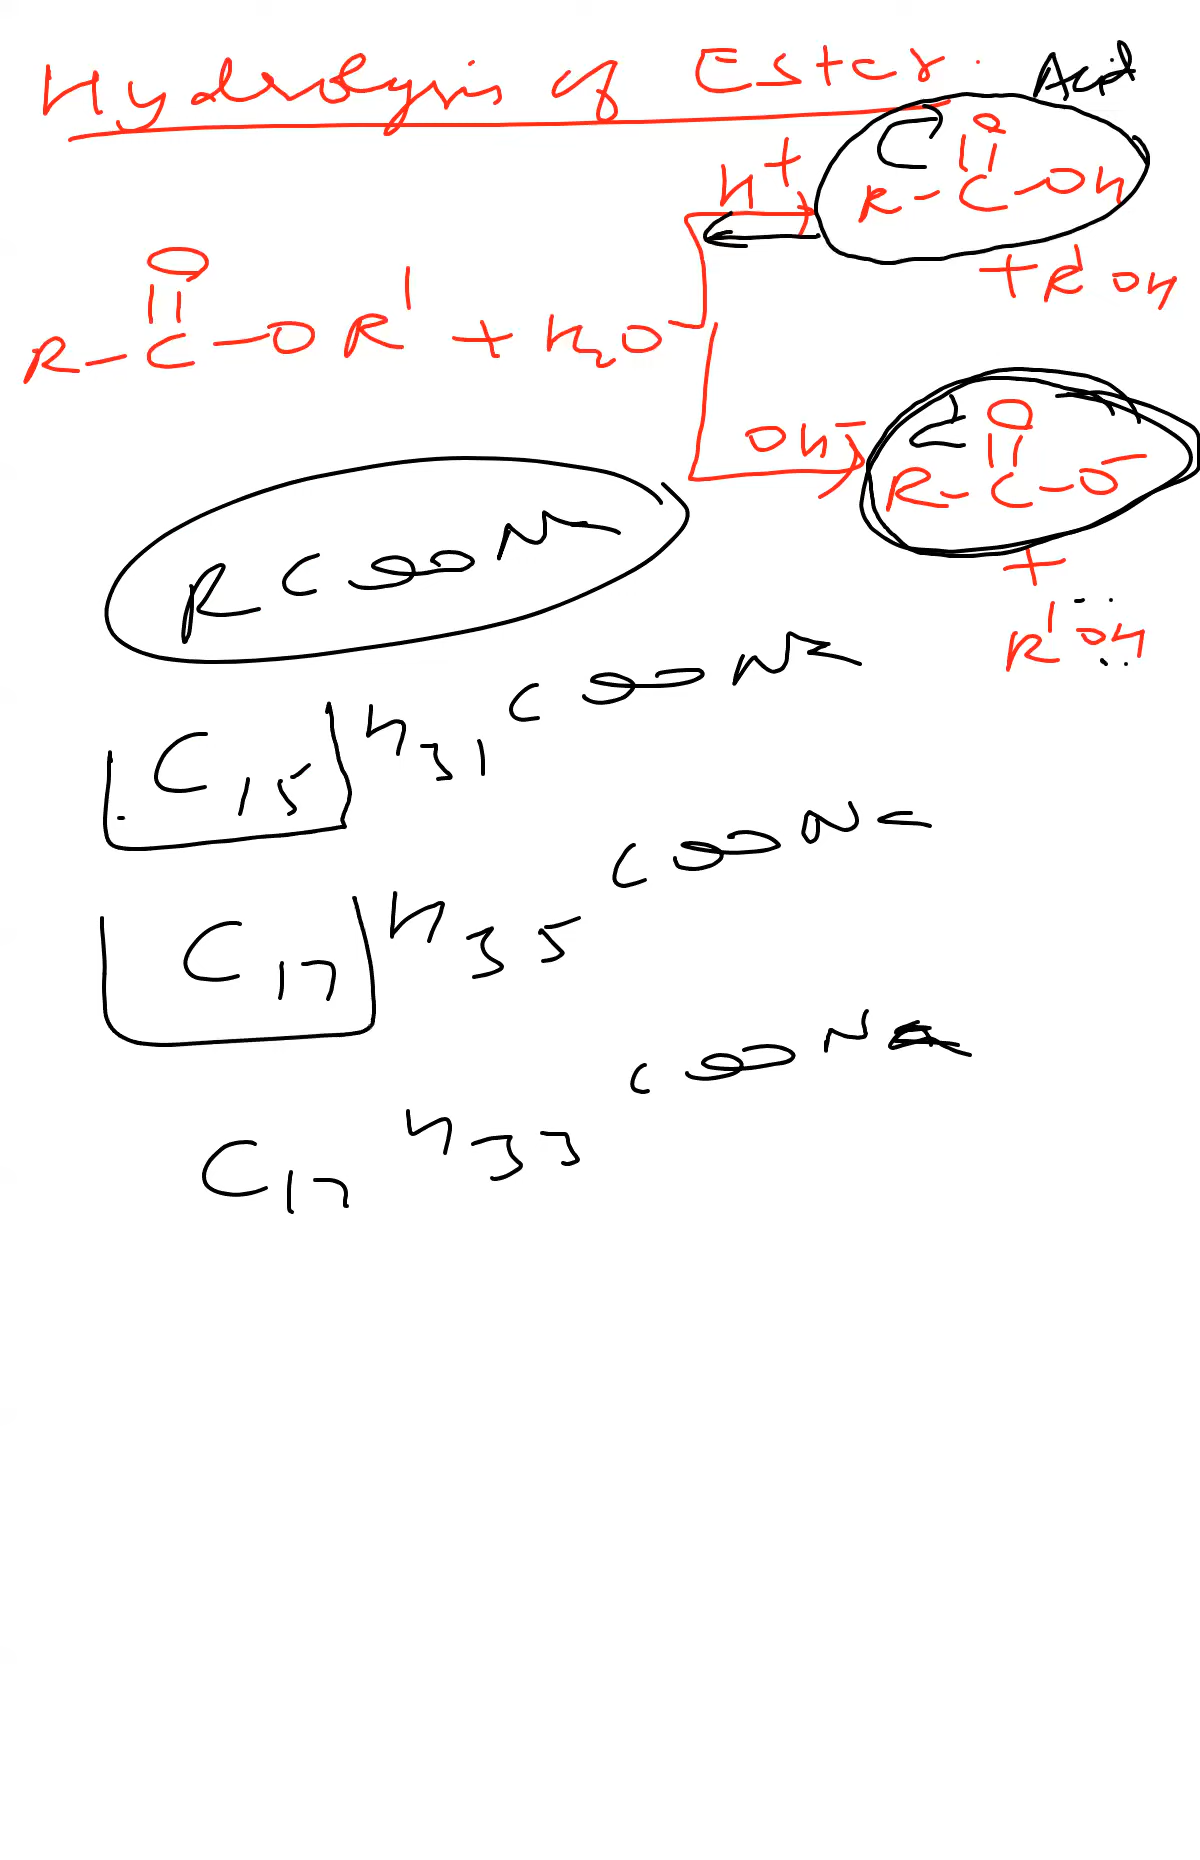 Hydrolysis of Ester.
Acid
O
||
R-C-OH
H+
+R'OH
O
||
R-C-OR' + H2O
OH-
O
||
R-C-O-
+
R'OH
RCOONa
C15H31COONa
C17H35COONa
C17H33COONa